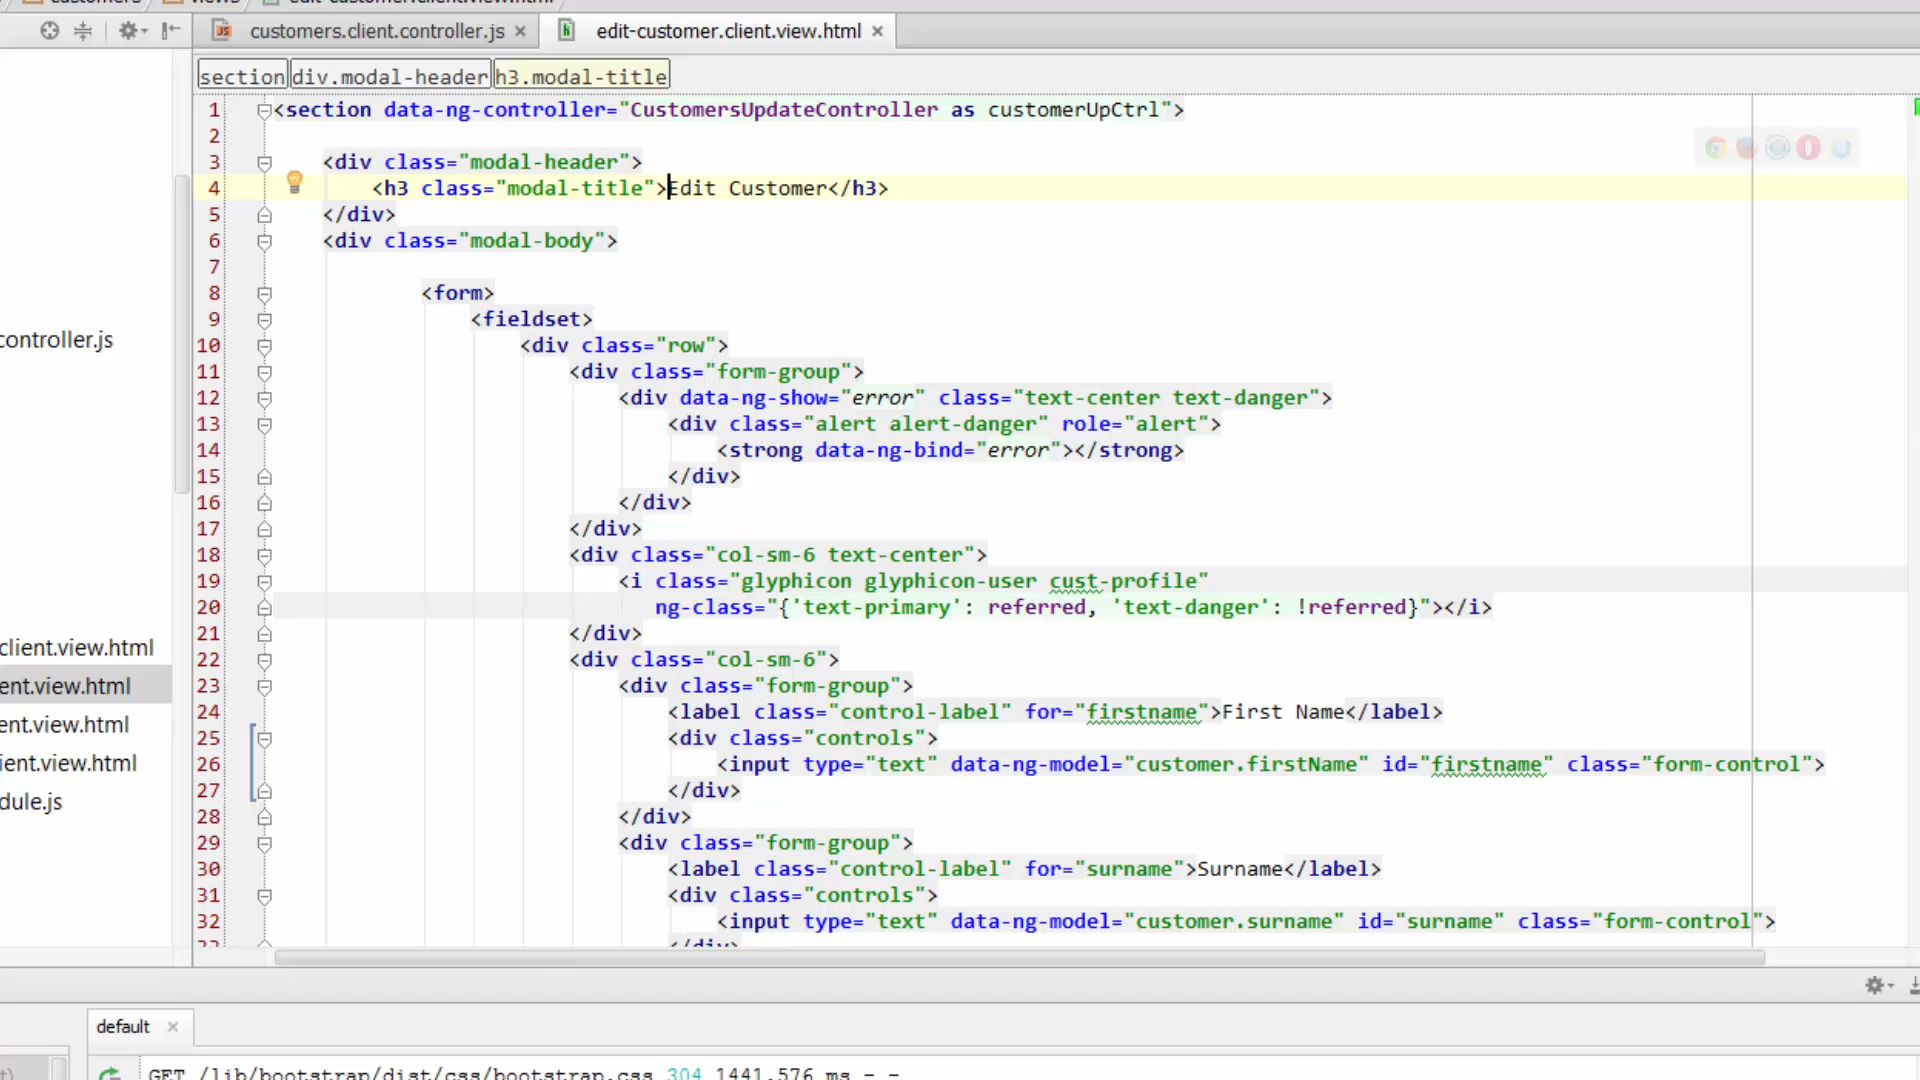 customers
views
edit-customer.client.view.html
customers.client.controller.js
edit-customer.client.view.html
section div.modal-header h3.modal-title
1 <section data-ng-controller="CustomersUpdateController as customerUpCtrl">
2
3 <div class="modal-header">
4 <h3 class="modal-title">Edit Customer</h3>
5 </div>
6 <div class="modal-body">
7
8 <form>
9 <fieldset>
10 <div class="row">
11 <div class="form-group">
12 <div data-ng-show="error" class="text-center text-danger">
13 <div class="alert alert-danger" role="alert">
14 <strong data-ng-bind="error"></strong>
15 </div>
16 </div>
17 </div>
18 <div class="col-sm-6 text-center">
19 <i class="glyphicon glyphicon-user cust-profile"
20 ng-class="{'text-primary': referred, 'text-danger': !referred}"></i>
21 </div>
22 <div class="col-sm-6">
23 <div class="form-group">
24 <label class="control-label" for="firstname">First Name</label>
25 <div class="controls">
26 <input type="text" data-ng-model="customer.firstName" id="firstname" class="form-control">
27 </div>
28 </div>
29 <div class="form-group">
30 <label class="control-label" for="surname">Surname</label>
31 <div class="controls">
32 <input type="text" data-ng-model="customer.surname" id="surname" class="form-control">
33 </div>
controller.js
client.view.html
ent.view.html
ent.view.html
ient.view.html
dule.js
default
GET /lib/bootstrap/dist/css/bootstrap.css 304 1441.576 ms - -